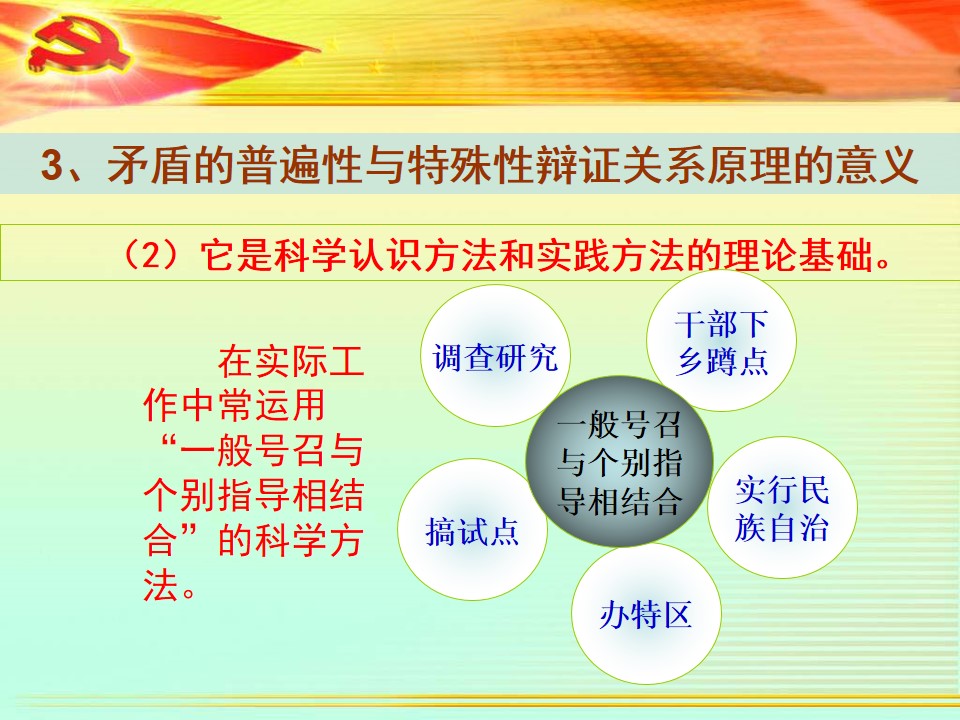 3、矛盾的普遍性与特殊性辩证关系原理的意义
（2）它是科学认识方法和实践方法的理论基础。
在实际工
作中常运用
“一般号召与
个别指导相结
合”的科学方
法。
调查研究
干部下
乡蹲点
一般号召
与个别指
导相结合
搞试点
实行民
族自治
办特区